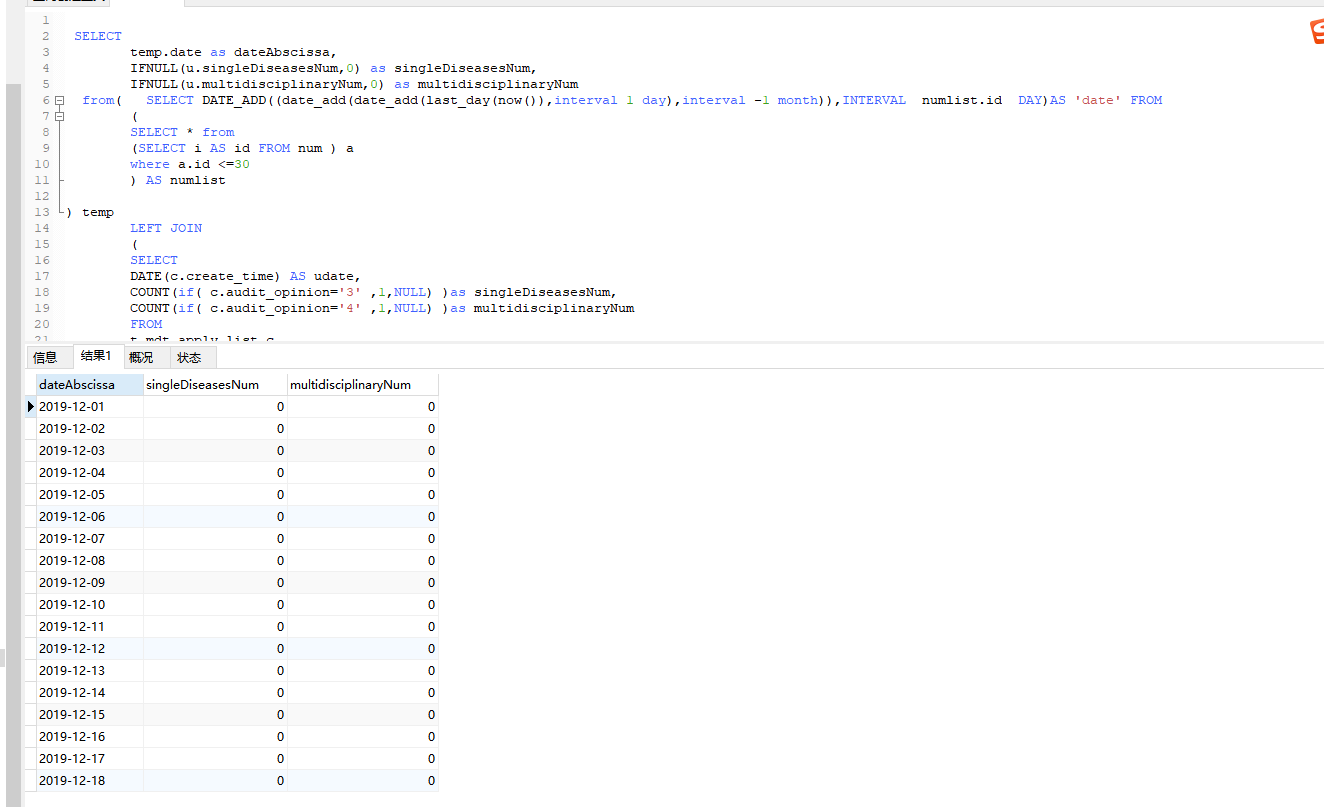 1
2 SELECT
3 temp.date as dateAbscissa,
4 IFNULL(u.singleDiseasesNum,0) as singleDiseasesNum,
5 IFNULL(u.multidisciplinaryNum,0) as multidisciplinaryNum
6 from( SELECT DATE_ADD((date_add(date_add(last_day(now()),interval 1 day),interval -1 month)),INTERVAL numlist.id DAY)AS 'date' FROM
7 (
8 SELECT * from
9 (SELECT i AS id FROM num ) a
10 where a.id <=30
11 ) AS numlist
12
13 ) temp
14 LEFT JOIN
15 (
16 SELECT
17 DATE(c.create_time) AS udate,
18 COUNT(if( c.audit_opinion='3' ,1,NULL) )as singleDiseasesNum,
19 COUNT(if( c.audit_opinion='4' ,1,NULL) )as multidisciplinaryNum
20 FROM
21 t_mdt_apply_list c
信息 结果1 概况 状态
dateAbscissa singleDiseasesNum multidisciplinaryNum
2019-12-01 0 0
2019-12-02 0 0
2019-12-03 0 0
2019-12-04 0 0
2019-12-05 0 0
2019-12-06 0 0
2019-12-07 0 0
2019-12-08 0 0
2019-12-09 0 0
2019-12-10 0 0
2019-12-11 0 0
2019-12-12 0 0
2019-12-13 0 0
2019-12-14 0 0
2019-12-15 0 0
2019-12-16 0 0
2019-12-17 0 0
2019-12-18 0 0